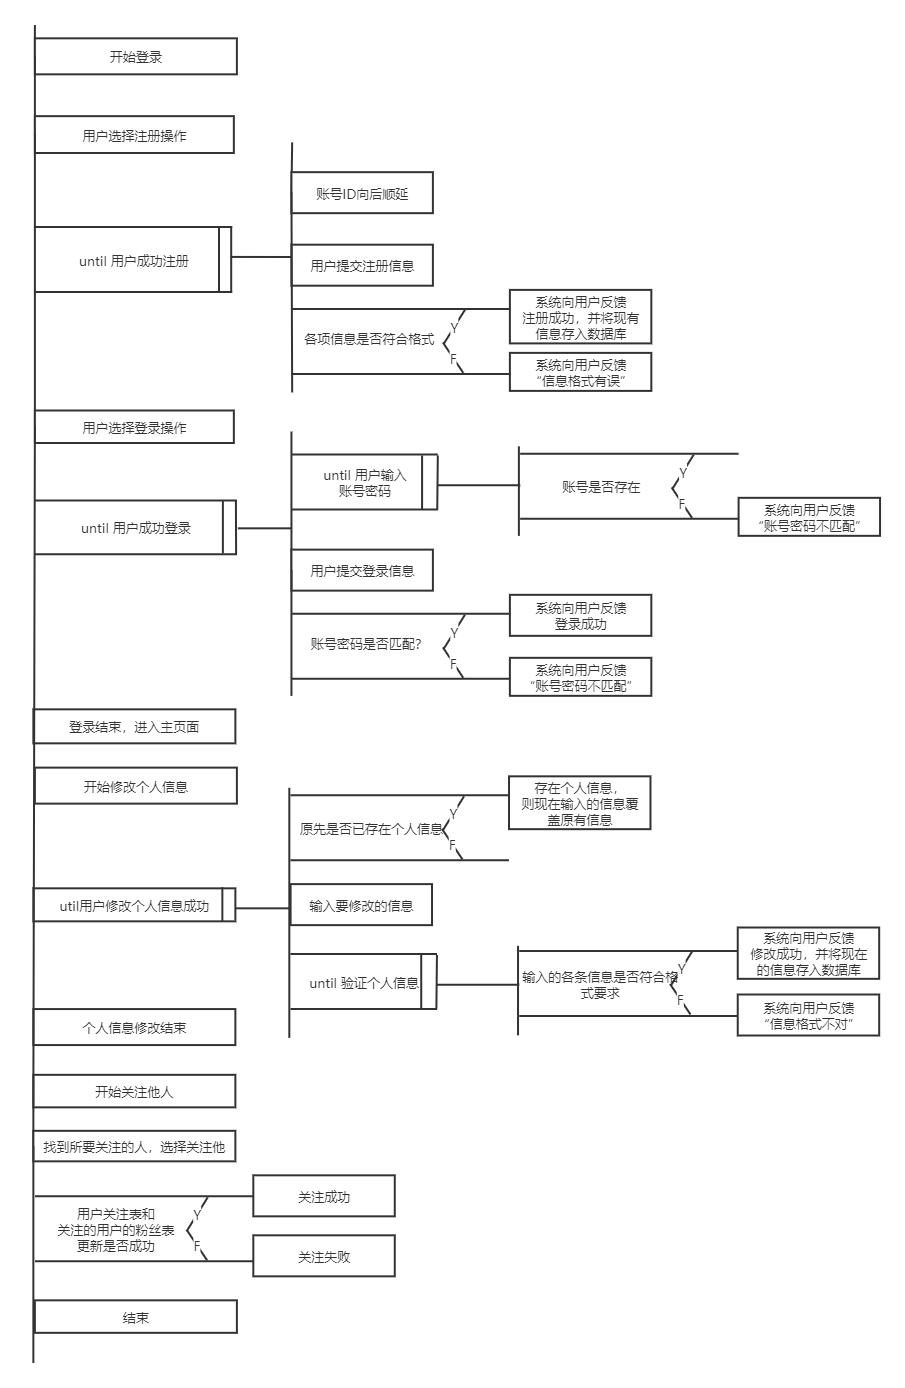 开始登录
用户选择注册操作
账号ID向后顺延
until 用户成功注册
用户提交注册信息
各项信息是否符合格式
Y
F
系统向用户反馈
注册成功，并将现有
信息存入数据库
系统向用户反馈
“信息格式有误”
用户选择登录操作
until 用户成功登录
until 用户输入
账号密码
账号是否存在
Y
F
系统向用户反馈
“账号密码不匹配”
用户提交登录信息
账号密码是否匹配？
Y
F
系统向用户反馈
登录成功
系统向用户反馈
“账号密码不匹配”
登录结束，进入主页面
开始修改个人信息
util用户修改个人信息成功
原先是否已存在个人信息
Y
F
存在个人信息，
则现在输入的信息覆
盖原有信息
输入要修改的信息
until 验证个人信息
输入的各条信息是否符合格
式要求
Y
F
系统向用户反馈
修改成功，并将现在
的信息存入数据库
系统向用户反馈
“信息格式不对”
个人信息修改结束
开始关注他人
找到所要关注的人，选择关注他
用户关注表和
关注的用户的粉丝表
更新是否成功
Y
F
关注成功
关注失败
结束